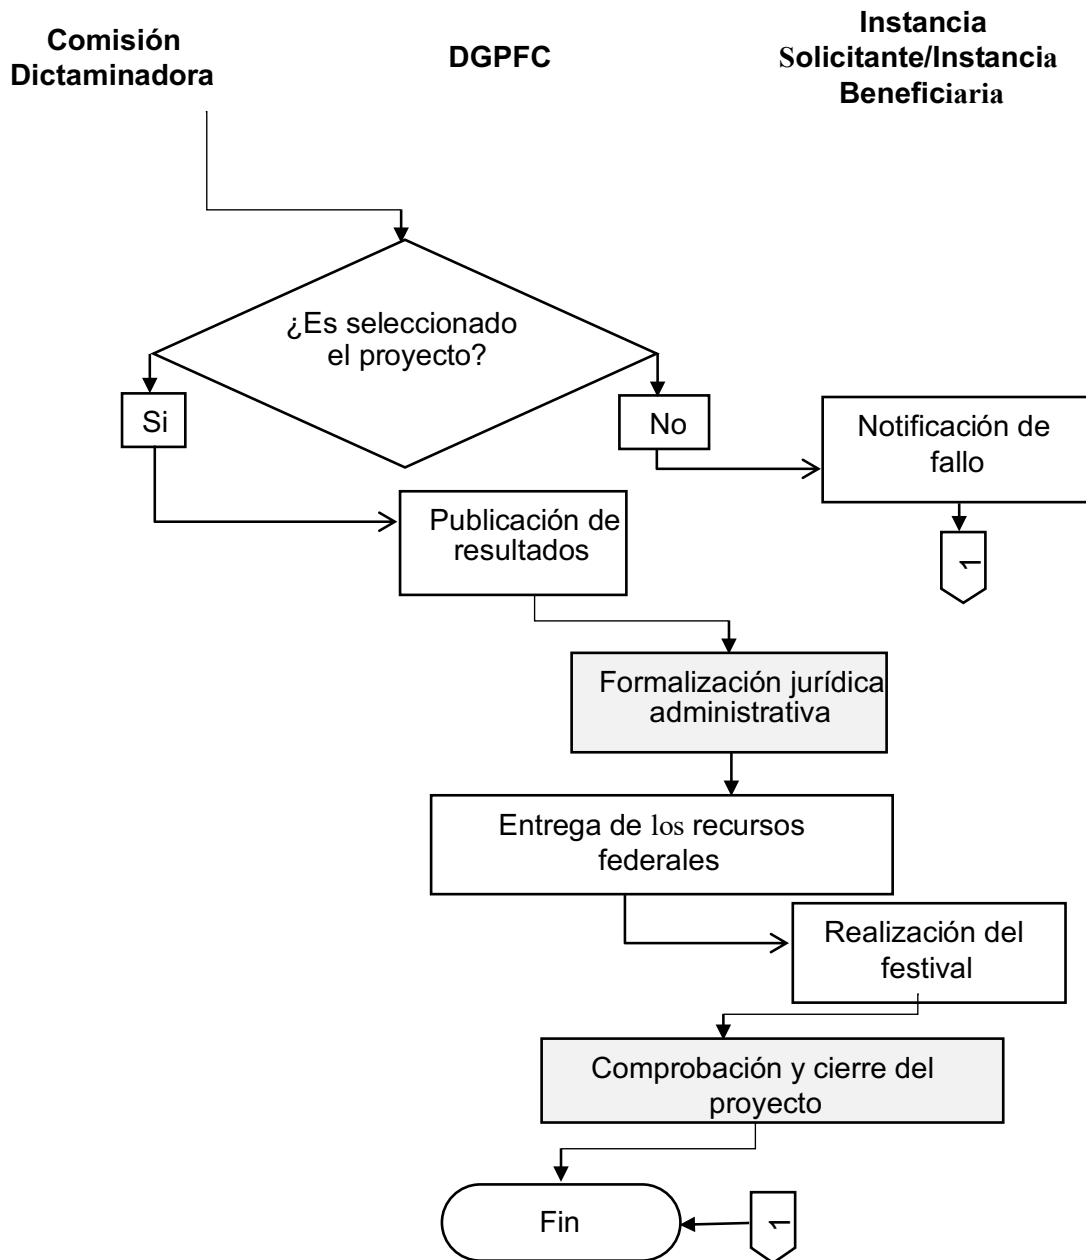 Comisión
Dictaminadora
DGPFC
Instancia
Solicitante/Instancia
Beneficiaria
¿Es seleccionado
el proyecto?
Si
No
Notificación de
fallo
Publicación de
resultados
1
Formalización jurídica
administrativa
Entrega de los recursos
federales
Realización del
festival
Comprobación y cierre del
proyecto
Fin
1